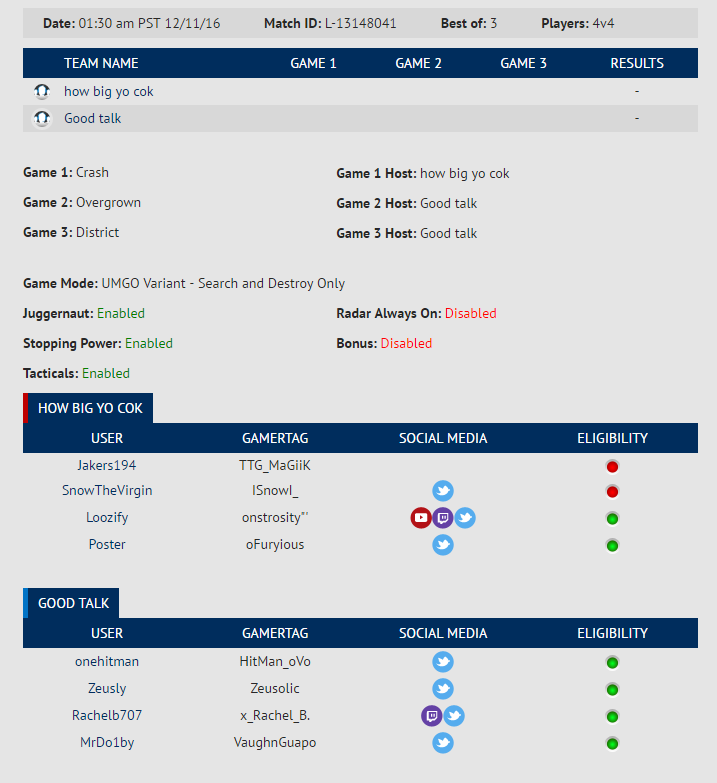 Date: 01:30 am PST 12/11/16 Match ID: L-13148041 Best of: 3 Players: 4v4
TEAM NAME GAME 1 GAME 2 GAME 3 RESULTS
how big yo cok -
Good talk -
Game 1: Crash Game 1 Host: how big yo cok
Game 2: Overgrown Game 2 Host: Good talk
Game 3: District Game 3 Host: Good talk
Game Mode: UMGO Variant - Search and Destroy Only
Juggernaut: Enabled Radar Always On: Disabled
Stopping Power: Enabled Bonus: Disabled
Tacticals: Enabled
HOW BIG YO COK
USER GAMERTAG SOCIAL MEDIA ELIGIBILITY
Jakers194 TTG_MaGiiK
SnowTheVirgin ISnowI_
Loozify onstrosity"'
Poster oFuryious
GOOD TALK
USER GAMERTAG SOCIAL MEDIA ELIGIBILITY
onehitman HitMan_oVo
Zeusly Zeusolic
Rachelb707 x_Rachel_B.
MrDo1by VaughnGuapo